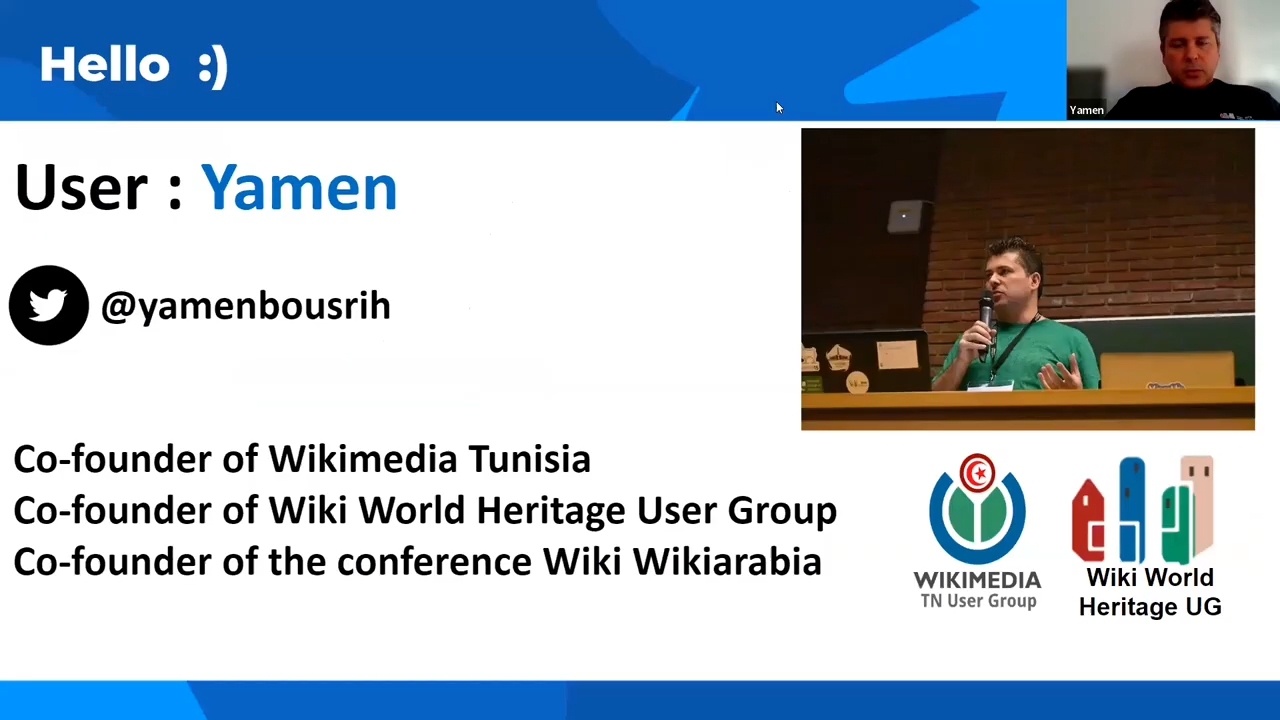 Hello :)
Yamen
User : Yamen
@yamenbousrih
Co-founder of Wikimedia Tunisia
Co-founder of Wiki World Heritage User Group
Co-founder of the conference Wiki Wikiarabia
WIKIMEDIA
TN User Group
Wiki World
Heritage UG